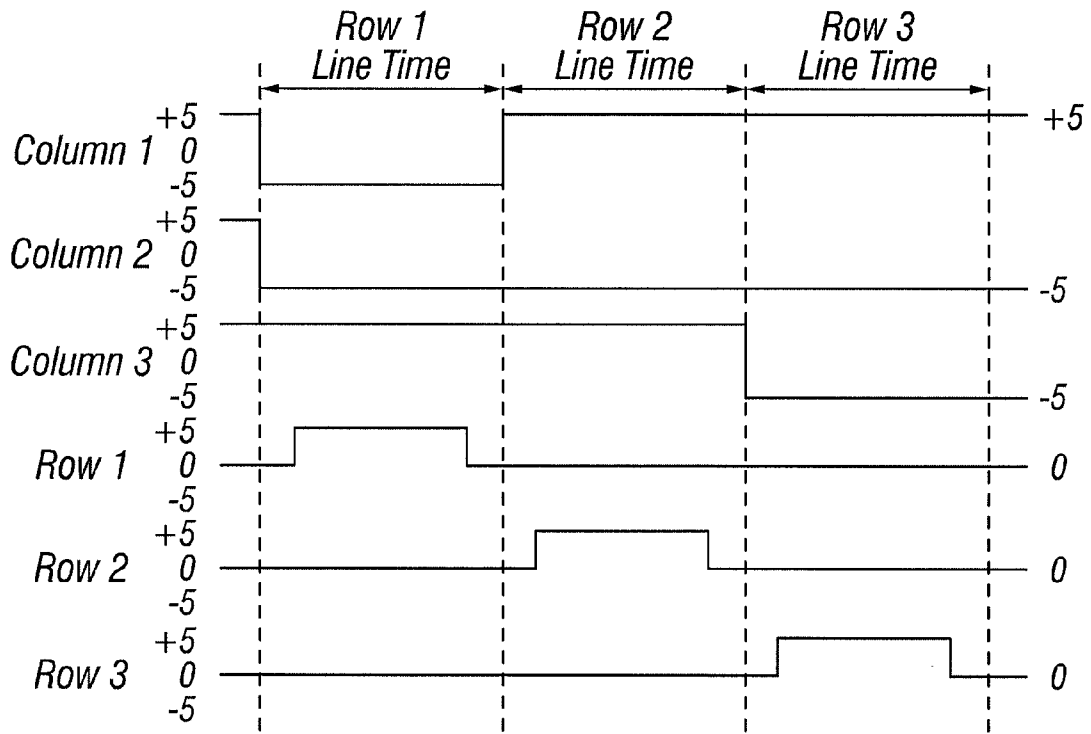 Row 1 Row 2 Row 3
Line Time Line Time Line Time
+5 +5
Column 1 0
-5
+5
Column 2 0
-5 -5
+5
Column 3 0
-5 -5
+5
Row 1 0 0
-5
+5
Row 2 0 0
-5
+5
Row 3 0 0
-5